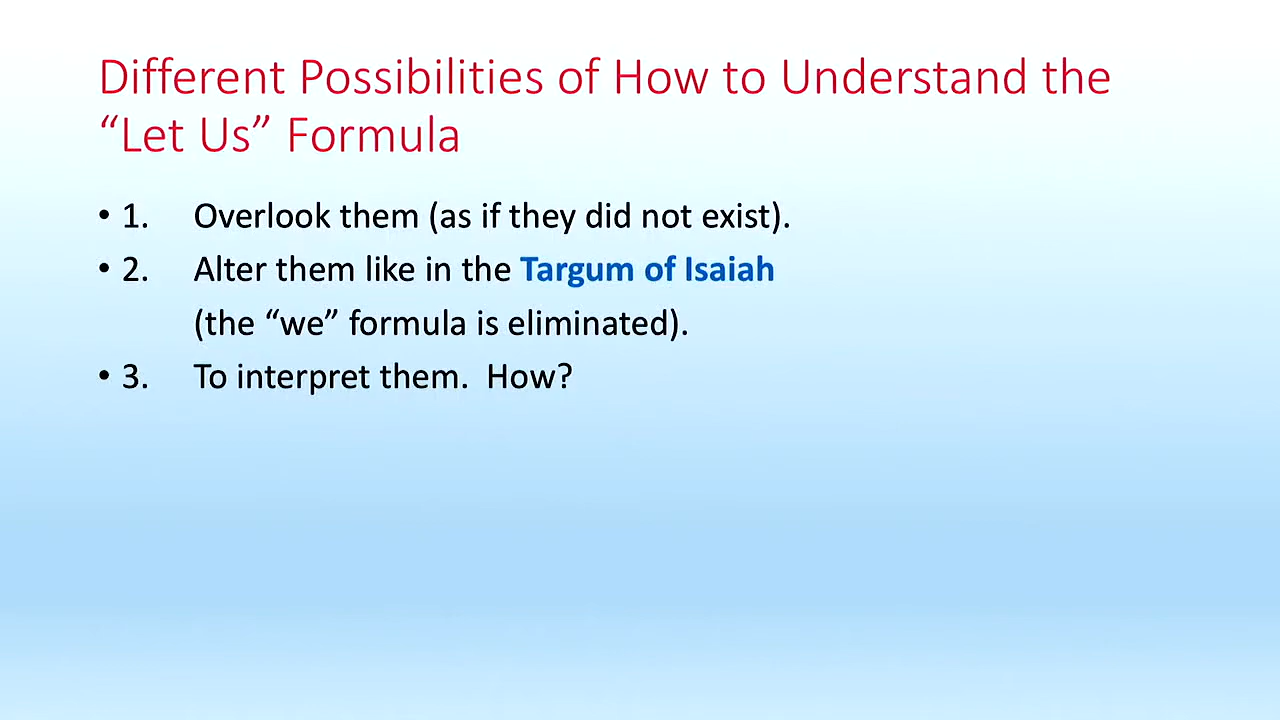 Different Possibilities of How to Understand the
“Let Us” Formula
• 1. Overlook them (as if they did not exist).
• 2. Alter them like in the Targum of Isaiah
(the “we” formula is eliminated).
• 3. To interpret them.  How?